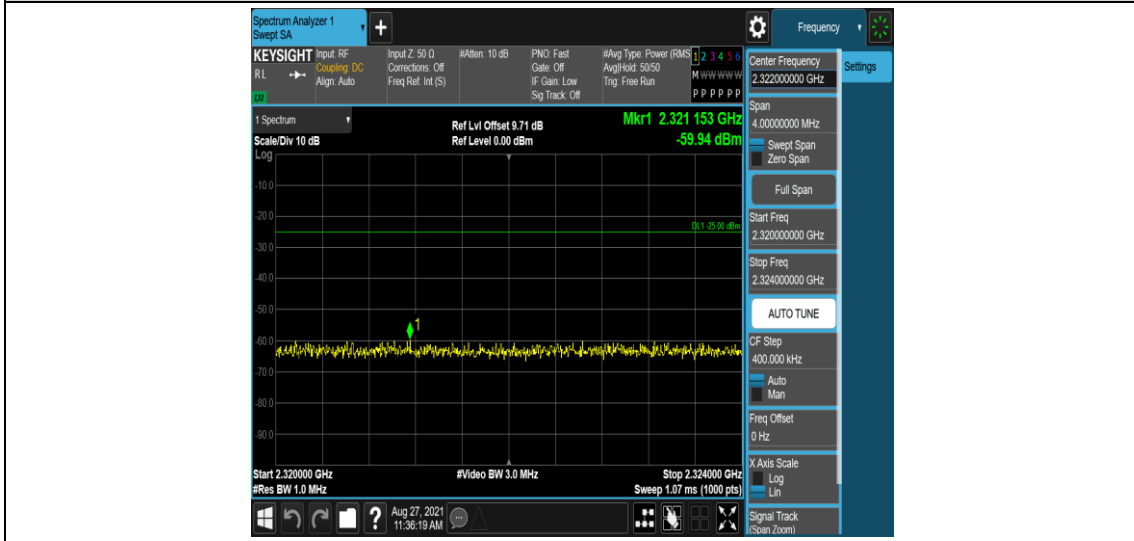 Spectrum Analyzer 1
Swept SA
Frequency
KEYSIGHT
RL
Input: RF
Coupling: DC
Align: Auto
Input Z: 50 Ω
Corrections: Off
Freq Ref: Int (S)
#Atten: 10 dB
PNO: Fast
Gate: Off
IF Gain: Low
Sig Track: Off
#Avg Type: Power (RMS
Avg|Hold: 50/50
Trig: Free Run
1 2 3 4 5 6
M W W W W W
P P P P P P
1 Spectrum
Scale/Div 10 dB
Log
Ref Lvl Offset 9.71 dB
Ref Level 0.00 dBm
Mkr1 2.321 153 GHz
-59.94 dBm
-10.0
-20.0
DL1 -25.00 dBm
-30.0
-40.0
-50.0
1
-60.0
-70.0
-80.0
-90.0
Start 2.320000 GHz
#Res BW 1.0 MHz
#Video BW 3.0 MHz
Stop 2.324000 GHz
Sweep 1.07 ms (1000 pts)
Aug 27, 2021
11:36:19 AM
Center Frequency
2.322000000 GHz
Settings
Span
4.00000000 MHz
Swept Span
Zero Span
Full Span
Start Freq
2.320000000 GHz
Stop Freq
2.324000000 GHz
AUTO TUNE
CF Step
400.000 kHz
Auto
Man
Freq Offset
0 Hz
X Axis Scale
Log
Lin
Signal Track
(Span Zoom)